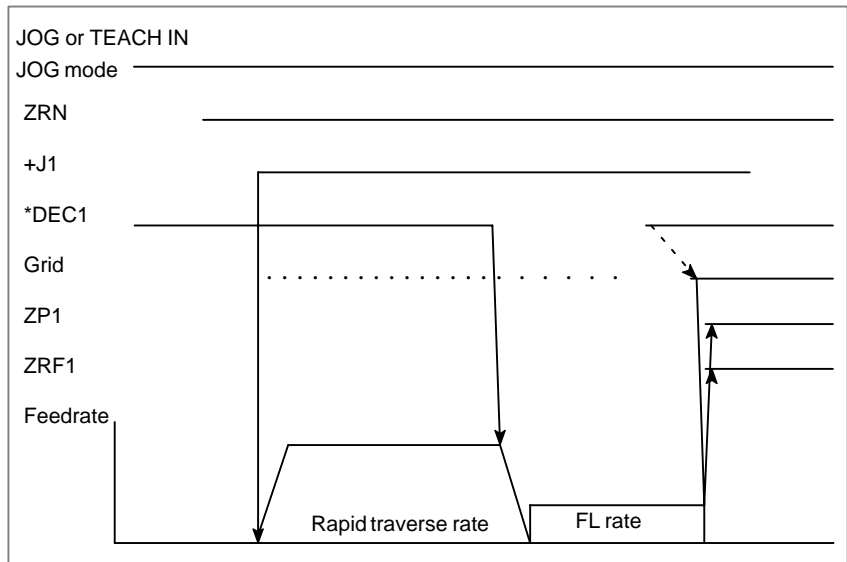 JOG or TEACH IN
JOG mode
ZRN
+J1
*DEC1
Grid
ZP1
ZRF1
Feedrate
Rapid traverse rate
FL rate